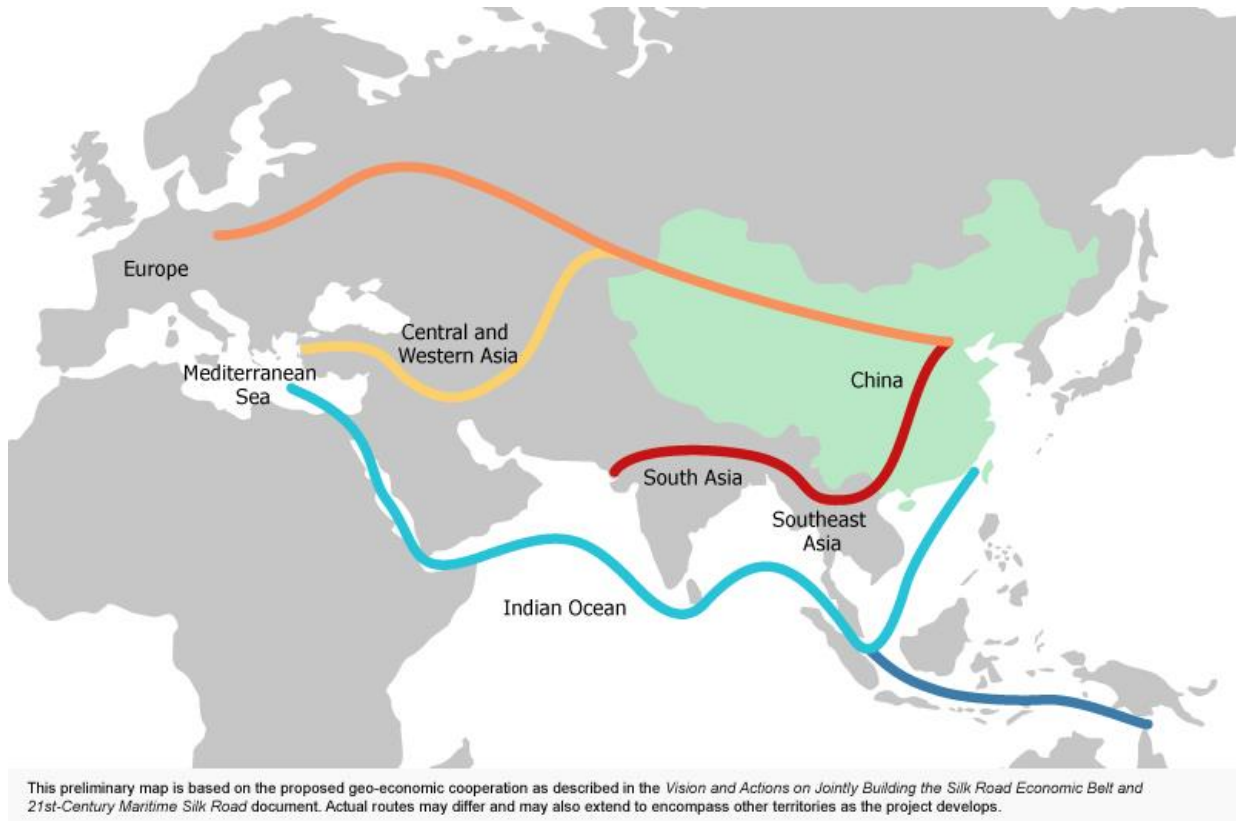 Europe
Central and
Western Asia
Mediterranean
Sea
China
South Asia
Southeast
Asia
Indian Ocean
This preliminary map is based on the proposed geo-economic cooperation as described in the Vision and Actions on Jointly Building the Silk Road Economic Belt and
21st-Century Maritime Silk Road document. Actual routes may differ and may also extend to encompass other territories as the project develops.